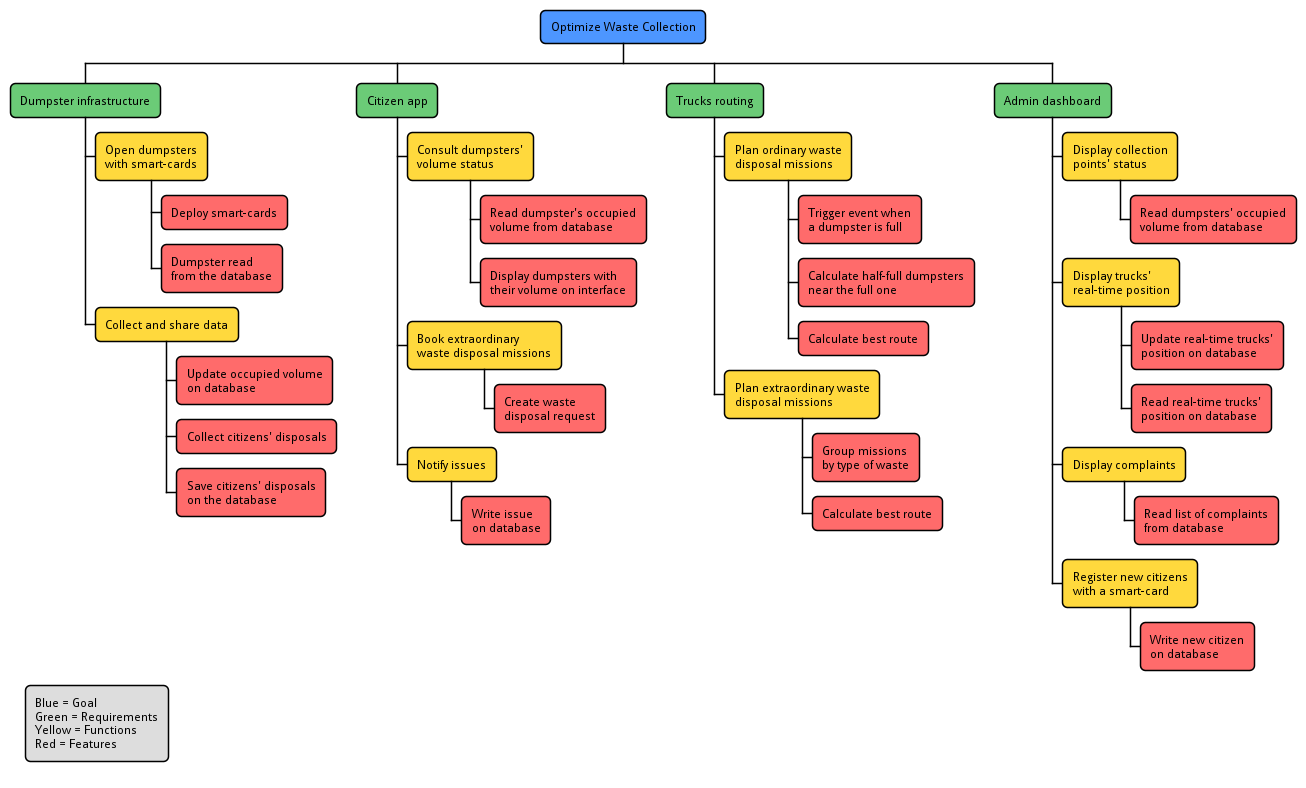 Optimize Waste Collection
Dumpster infrastructure
Open dumpsters
with smart-cards
Deploy smart-cards
Dumpster read
from the database
Collect and share data
Update occupied volume
on database
Collect citizens' disposals
Save citizens' disposals
on the database
Citizen app
Consult dumpsters'
volume status
Read dumpster's occupied
volume from database
Display dumpsters with
their volume on interface
Book extraordinary
waste disposal missions
Create waste
disposal request
Notify issues
Write issue
on database
Trucks routing
Plan ordinary waste
disposal missions
Trigger event when
a dumpster is full
Calculate half-full dumpsters
near the full one
Calculate best route
Plan extraordinary waste
disposal missions
Group missions
by type of waste
Calculate best route
Admin dashboard
Display collection
points' status
Read dumpsters' occupied
volume from database
Display trucks'
real-time position
Update real-time trucks'
position on database
Read real-time trucks'
position on database
Display complaints
Read list of complaints
from database
Register new citizens
with a smart-card
Write new citizen
on database
Blue = Goal
Green = Requirements
Yellow = Functions
Red = Features